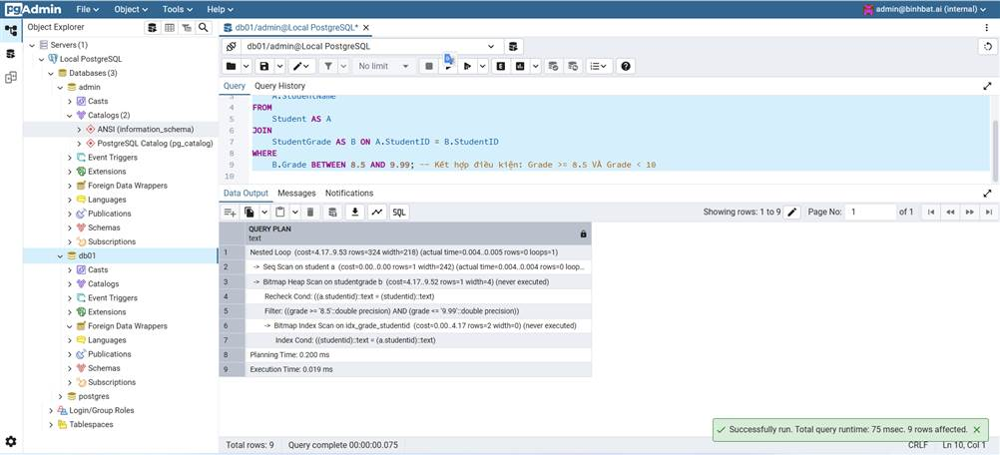 pgAdmin File Object Tools Help admin@binhbat.ai (internal)
Object Explorer
db01/admin@Local PostgreSQL*
Servers (1)
Local PostgreSQL
Databases (3)
admin
Casts
Catalogs (2)
ANSI (information_schema)
PostgreSQL Catalog (pg_catalog)
Event Triggers
Extensions
Foreign Data Wrappers
Languages
Publications
Schemas
Subscriptions
db01
Casts
Catalogs
Event Triggers
Extensions
Foreign Data Wrappers
Languages
Publications
Schemas
Subscriptions
postgres
Login/Group Roles
Tablespaces
db01/admin@Local PostgreSQL
No limit
E
Query Query History
3 A.StudentName
4 FROM
5 Student AS A
6 JOIN
7 StudentGrade AS B ON A.StudentID = B.StudentID
8 WHERE
9 B.Grade BETWEEN 8.5 AND 9.99; -- Kết hợp điều kiện: Grade >= 8.5 VÀ Grade < 10
10
Data Output Messages Notifications
SQL Showing rows: 1 to 9 Page No: 1 of 1
QUERY PLAN
text
1 Nested Loop (cost=4.17..9.53 rows=324 width=218) (actual time=0.004..0.005 rows=0 loops=1)
2 -> Seq Scan on student a (cost=0.00..0.00 rows=1 width=242) (actual time=0.004..0.004 rows=0 loop...
3 -> Bitmap Heap Scan on studentgrade b (cost=4.17..9.52 rows=1 width=4) (never executed)
4 Recheck Cond: ((a.studentid)::text = (studentid)::text)
5 Filter: ((grade >= '8.5'::double precision) AND (grade <= '9.99'::double precision))
6 -> Bitmap Index Scan on idx_grade_studentid (cost=0.00..4.17 rows=2 width=0) (never executed)
7 Index Cond: ((studentid)::text = (a.studentid)::text)
8 Planning Time: 0.200 ms
9 Execution Time: 0.019 ms
Successfully run. Total query runtime: 75 msec. 9 rows affected.
Total rows: 9 Query complete 00:00:00.075 CRLF Ln 10, Col 1